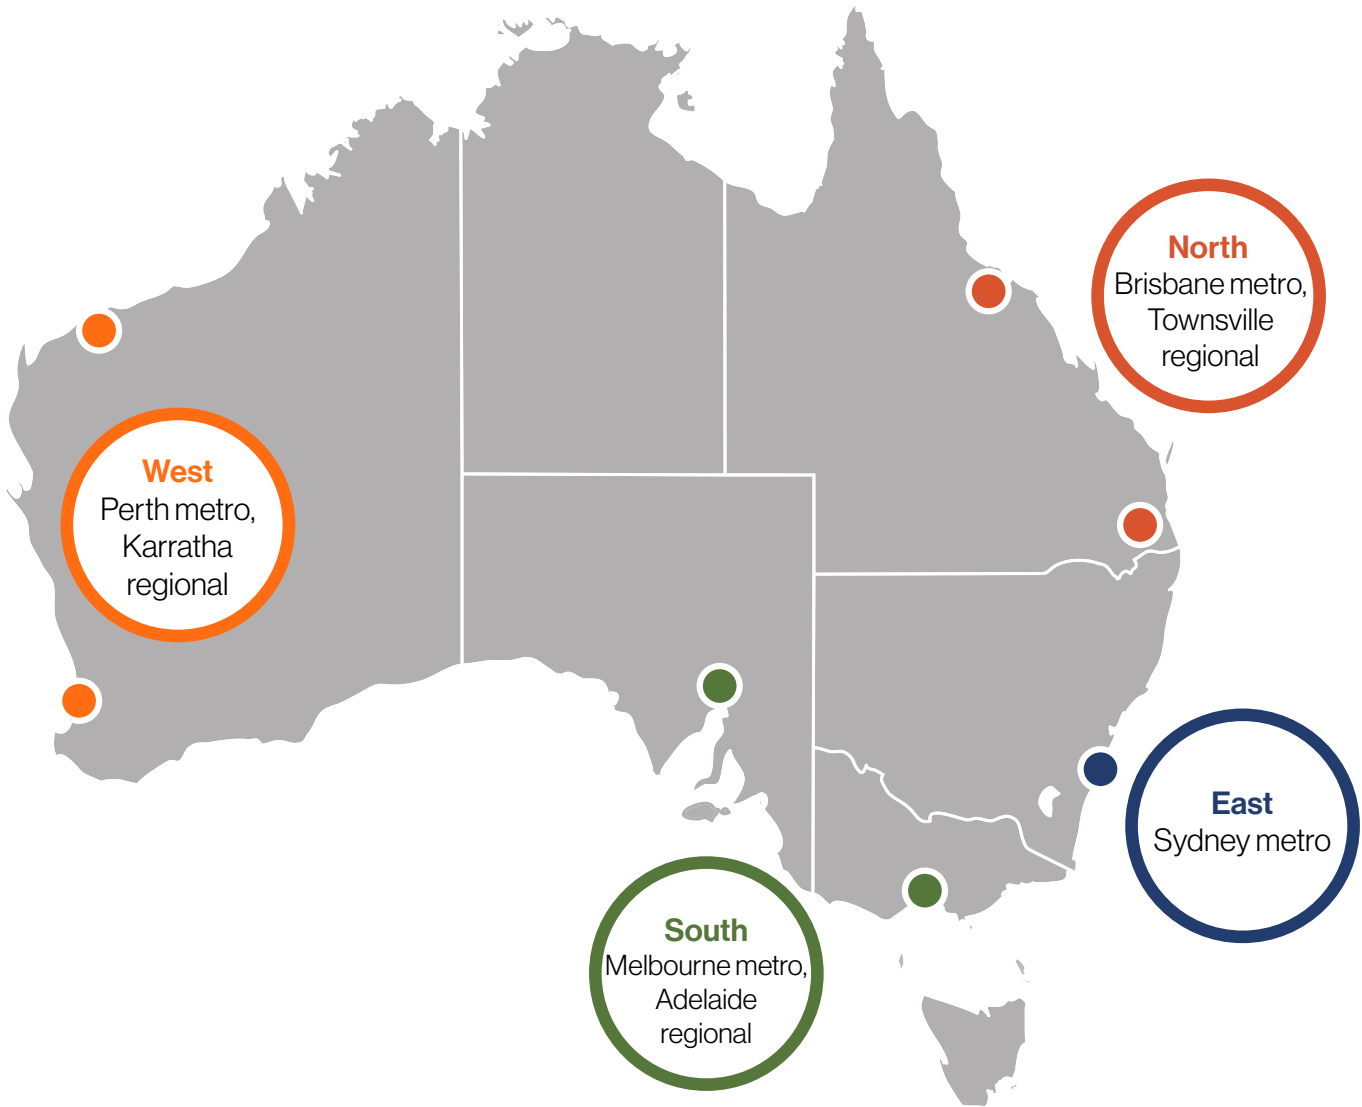 North
Brisbane metro,
Townsville
regional
West
Perth metro,
Karratha
regional
East
Sydney metro
South
Melbourne metro,
Adelaide
regional